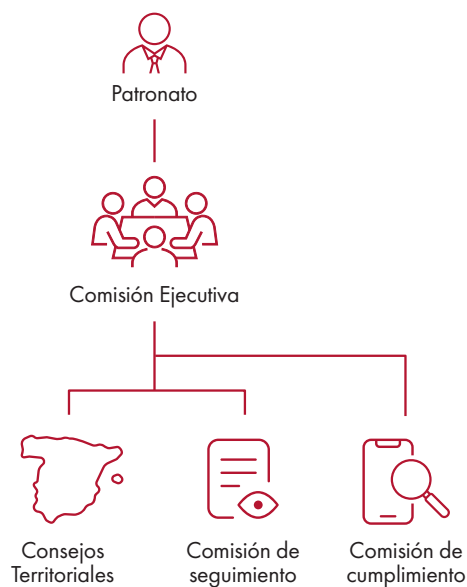 Patronato
Comisión Ejecutiva
Consejos
Territoriales
Comisión de
seguimiento
Comisión de
cumplimiento